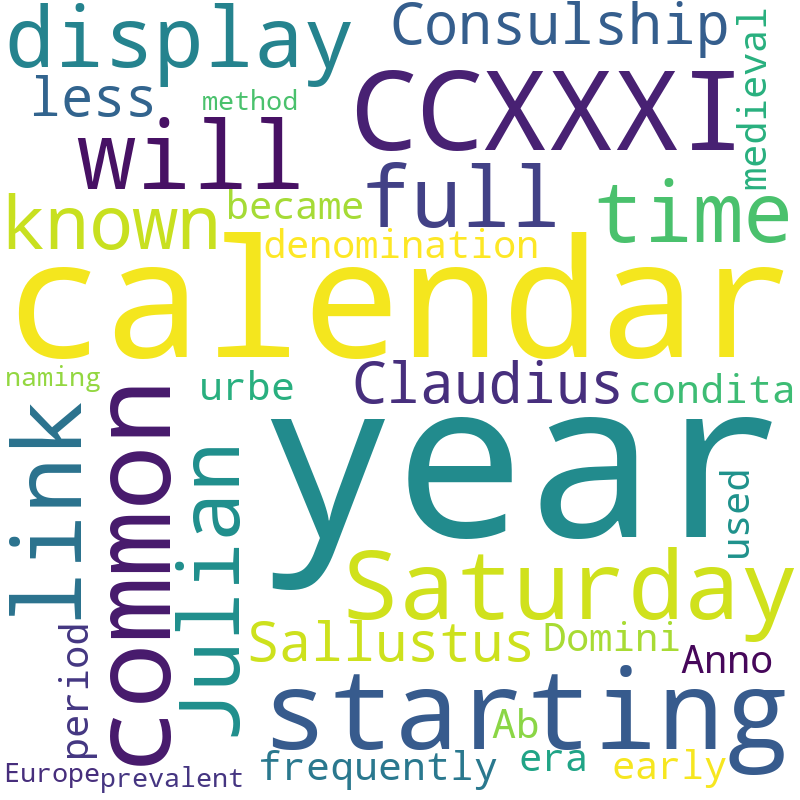 display
Consulship
medieval
less
method
CCXXXI
will
full
time
known
became
denomination
calendar
naming
urbe
Claudius
condita
link
common
Julian
year
used
Saturday
Sallustus
Domini
Anno
period
starting
Ab
era
early
Europe
prevalent
frequently